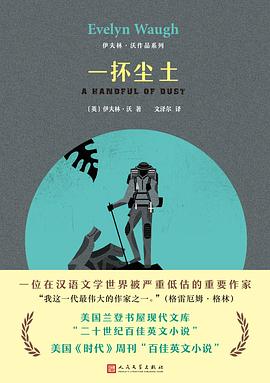 Evelyn Waugh
伊夫林·沃作品系列
一抔尘土
A HANDFUL OF DUST
〔英〕伊夫林·沃 著 文泽尔 译
一位在汉语文学世界被严重低估的重要作家
“我这一代最伟大的作家之一。”(格雷厄姆·格林)
美国兰登书屋现代文库
“二十世纪百佳英文小说”
美国《时代》周刊“百佳英文小说”
人民文学出版社